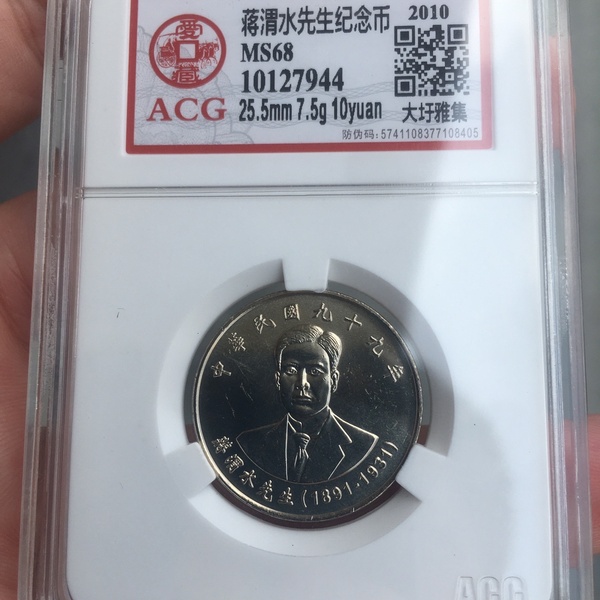 蒋渭水先生纪念币
2010
MS68
10127944
25.5mm 7.5g 10yuan
大圩雅集
防伪码:5741108377108405
愛藏
ACG
中華民國九十九年
蔣渭水先生(1891-1931)
ACG